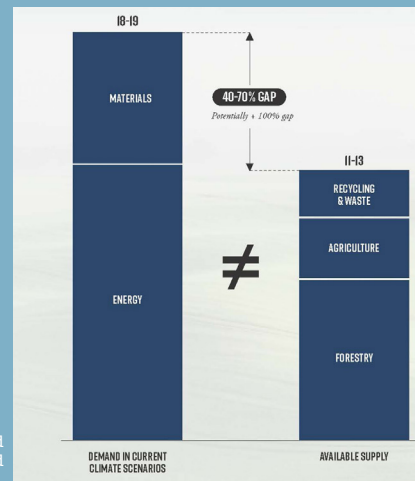 18-19
MATERIALS
ENERGY
40-70% GAP
Potentially + 100% gap
≠
11-13
RECYCLING
& WASTE
AGRICULTURE
FORESTRY
DEMAND IN CURRENT
CLIMATE SCENARIOS
AVAILABLE SUPPLY